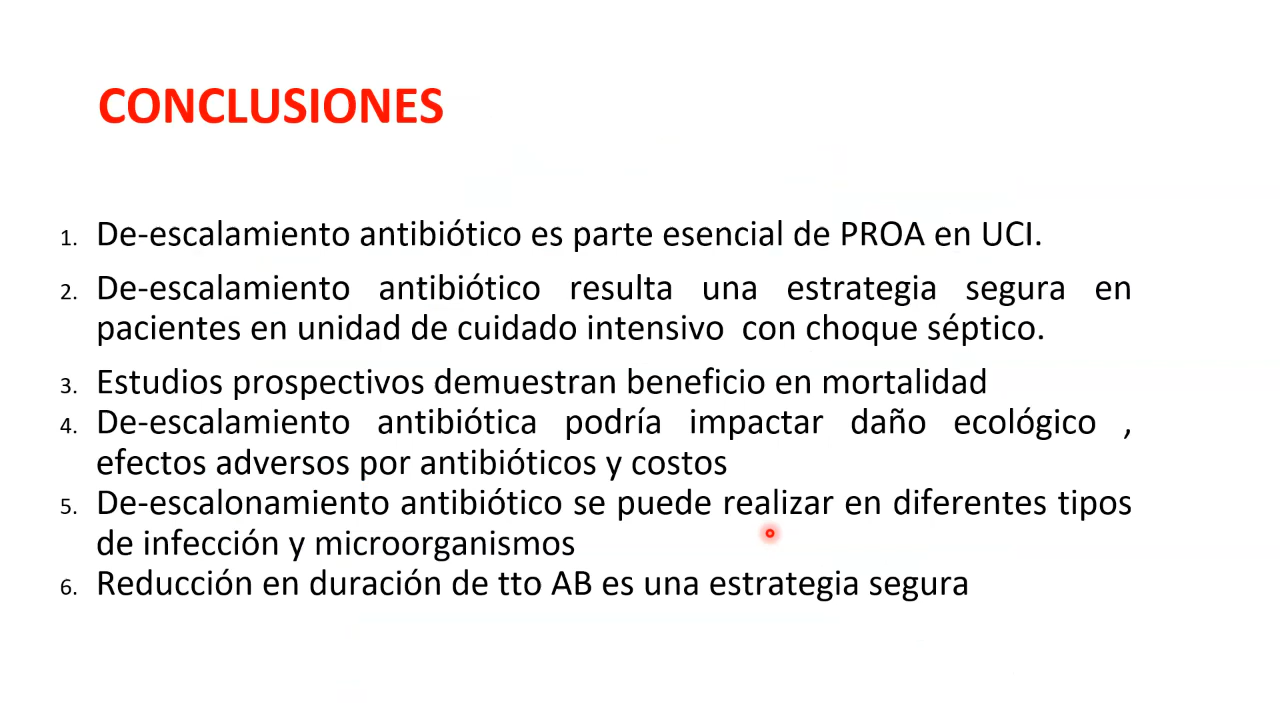 CONCLUSIONES
1. De-escalamiento antibiótico es parte esencial de PROA en UCI.
2. De-escalamiento antibiótico resulta una estrategia segura en
pacientes en unidad de cuidado intensivo con choque séptico.
3. Estudios prospectivos demuestran beneficio en mortalidad
4. De-escalamiento antibiótica podría impactar daño ecológico ,
efectos adversos por antibióticos y costos
5. De-escalonamiento antibiótico se puede realizar en diferentes tipos
de infección y microorganismos
6. Reducción en duración de tto AB es una estrategia segura